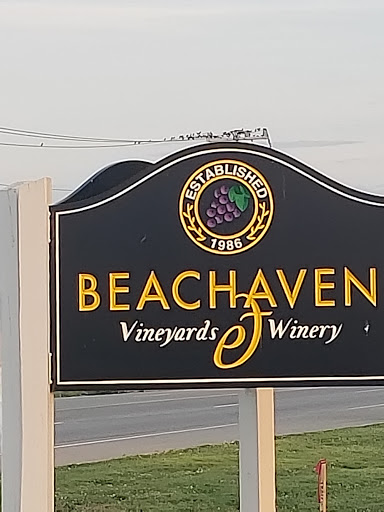 ESTABLISHED
1986
BEACHAVEN
Vineyards & Winery